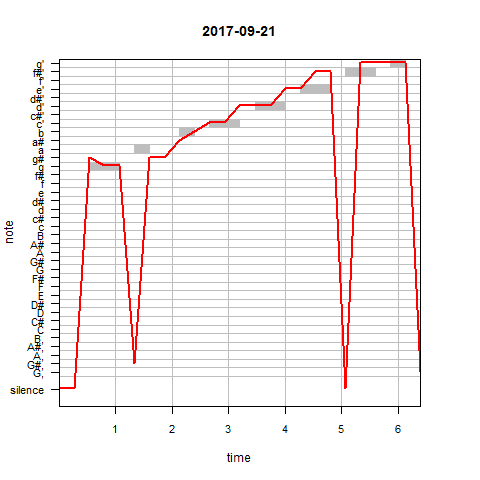 2017-09-21
g'
f#'
f'
e'
d#'
d'
c#'
c'
b
a#
a
g#
g
f#
f
e
d#
d
c#
c
B
A#
A
G#
G
F#
F
E
D#
D
C#
C
B,
A#,
A,
G#,
G,
silence
note
1 2 3 4 5 6
time